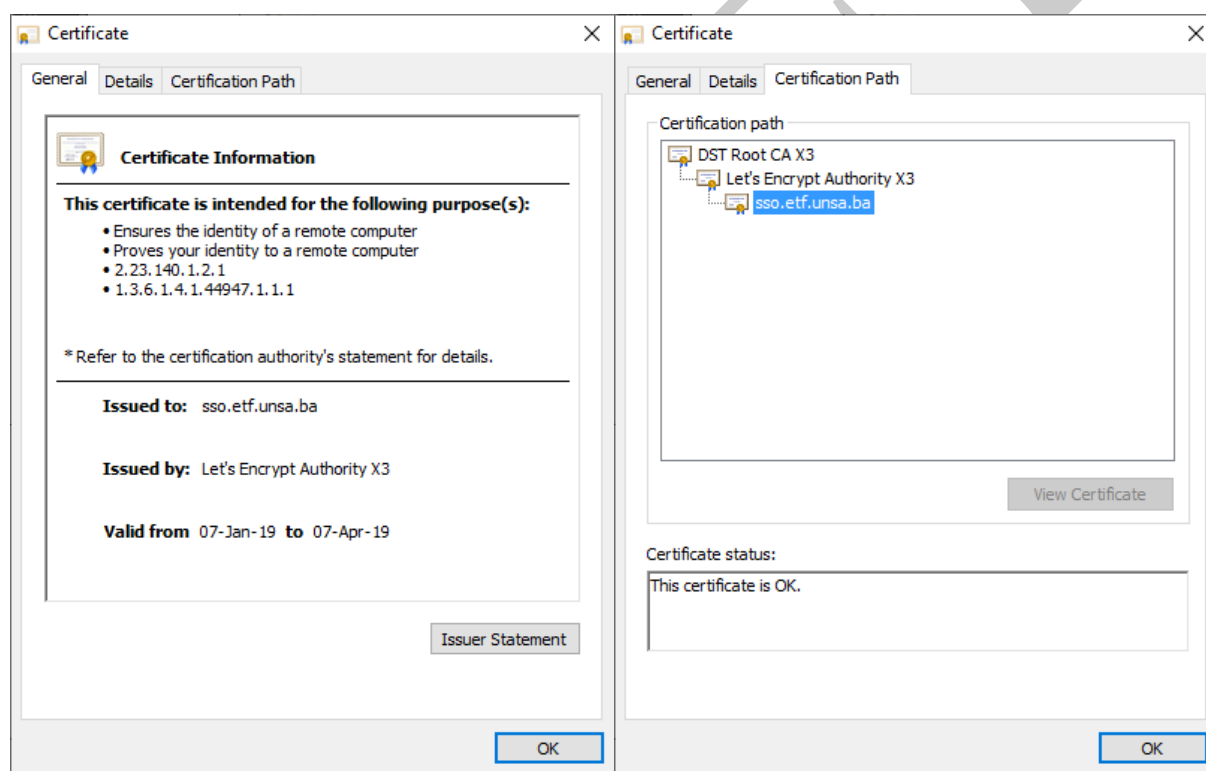 Certificate
General Details Certification Path
Certificate Information
This certificate is intended for the following purpose(s):
• Ensures the identity of a remote computer
• Proves your identity to a remote computer
• 2.23.140.1.2.1
• 1.3.6.1.4.1.44947.1.1.1
* Refer to the certification authority's statement for details.
Issued to: sso.etf.unsa.ba
Issued by: Let's Encrypt Authority X3
Valid from 07-Jan-19 to 07-Apr-19
Issuer Statement
OK
Certificate
General Details Certification Path
Certification path
DST Root CA X3
Let's Encrypt Authority X3
sso.etf.unsa.ba
View Certificate
Certificate status:
This certificate is OK.
OK